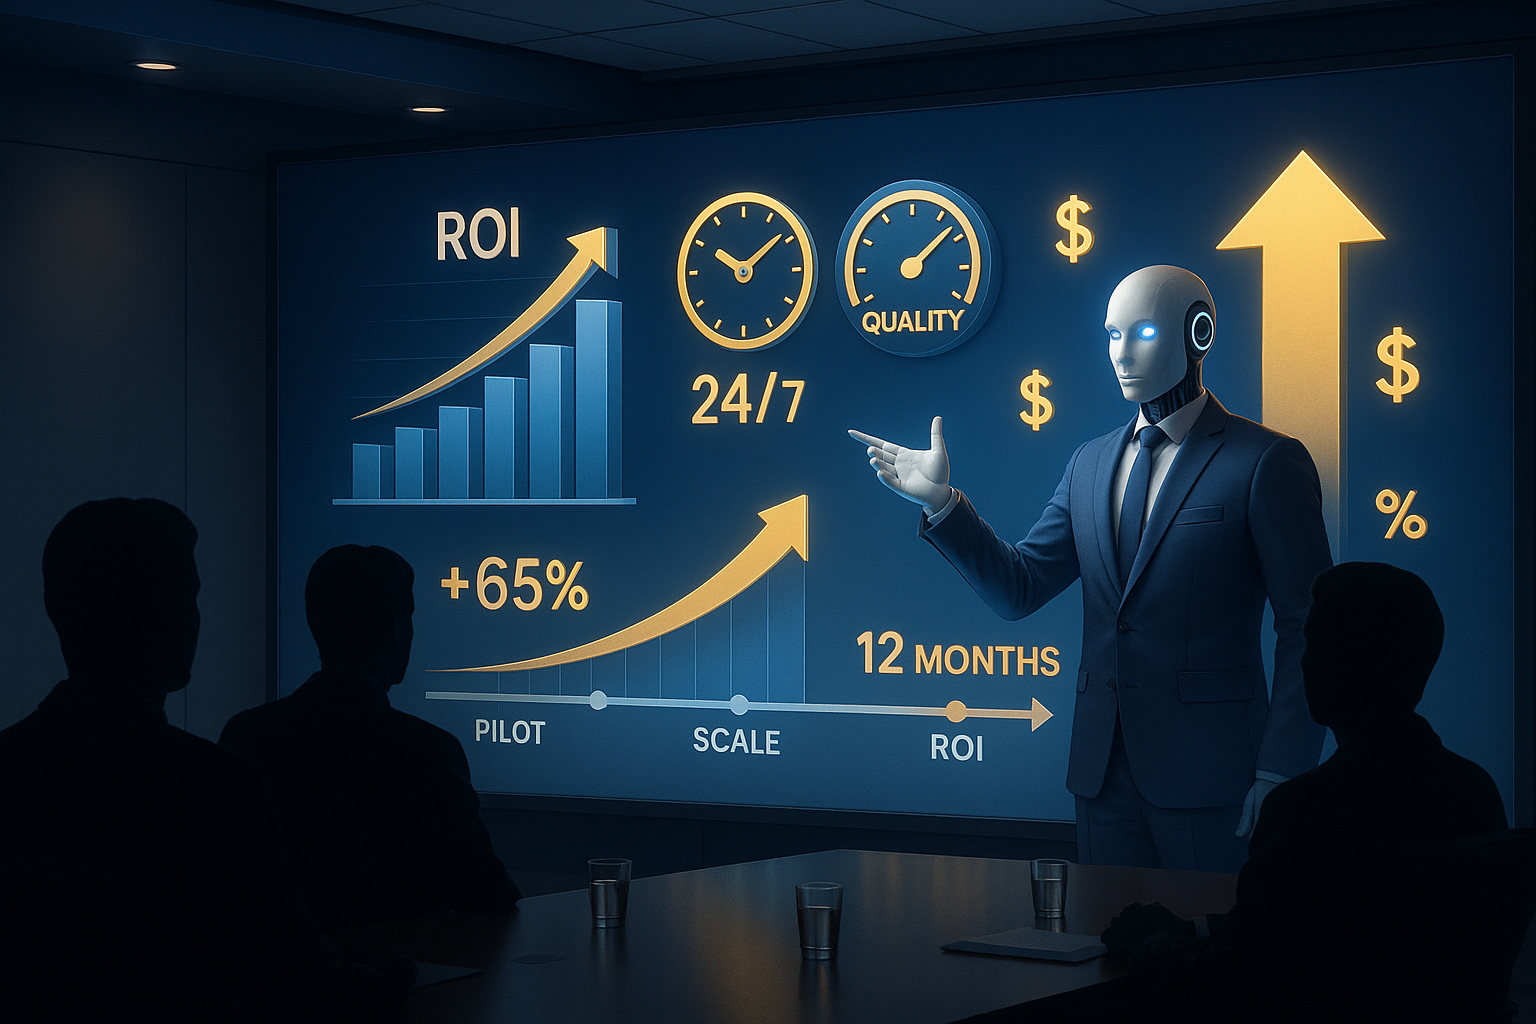 ROI
QUALITY
24/7
$
$
$
%
+65%
12 MONTHS
PILOT
SCALE
ROI